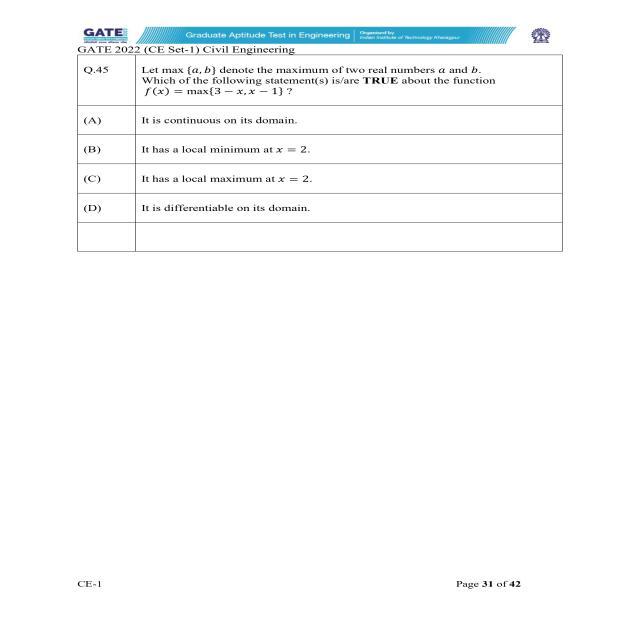 GATE
Graduate Aptitude Test in Engineering
Organised by
Indian Institute of Technology Kharagpur
GATE 2022 (CE Set-1) Civil Engineering
Q.45
Let max {𝑎, 𝑏} denote the maximum of two real numbers 𝑎 and 𝑏.
Which of the following statement(s) is/are TRUE about the function
𝑓(𝑥) = max{3 − 𝑥, 𝑥 − 1} ?
(A) It is continuous on its domain.
(B) It has a local minimum at 𝑥 = 2.
(C) It has a local maximum at 𝑥 = 2.
(D) It is differentiable on its domain.
CE-1
Page 31 of 42